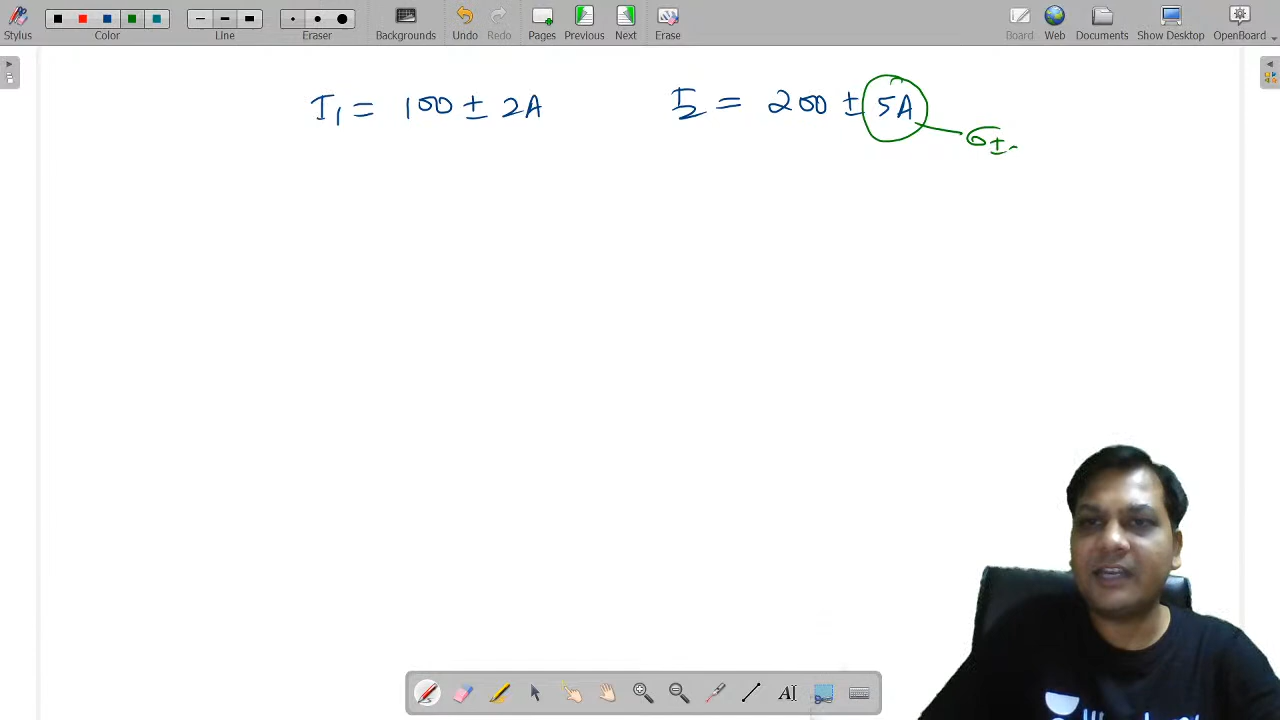 Stylus
Color
Line
Eraser
Backgrounds
Undo
Redo
Pages
Previous
Next
Erase
Board
Web
Documents
Show Desktop
OpenBoard
I₁ = 100 ± 2A
I₂ = 200 ± 5A
AI